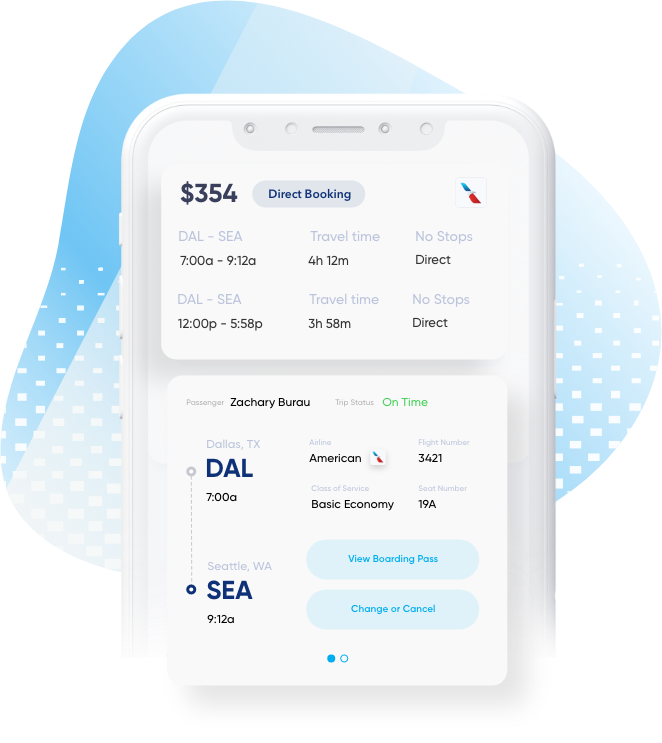 $354 Direct Booking
DAL - SEA Travel time No Stops
7:00a - 9:12a 4h 12m Direct
DAL - SEA Travel time No Stops
12:00p - 5:58p 3h 58m Direct
Passenger Zachary Burau Trip Status On Time
Dallas, TX
DAL
7:00a
Airline Flight Number
American 3421
Class of Service Seat Number
Basic Economy 19A
Seattle, WA
SEA
9:12a
View Boarding Pass
Change or Cancel